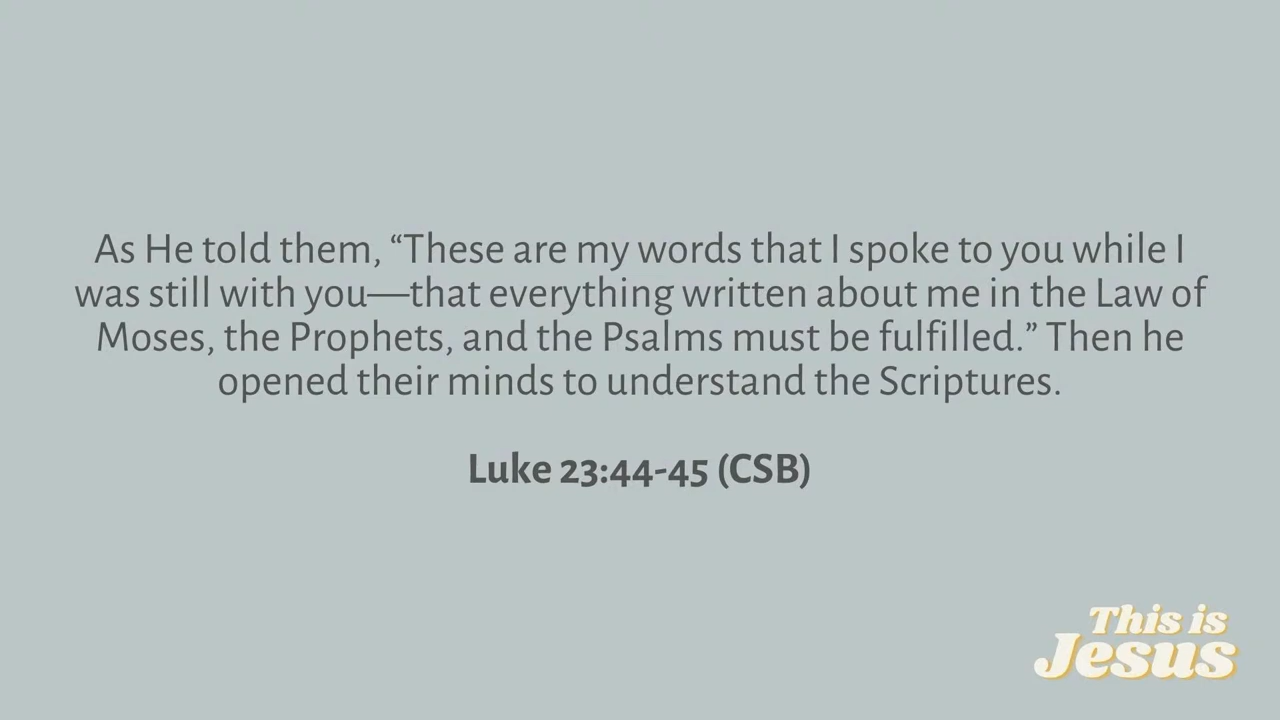 As He told them, “These are my words that I spoke to you while I
was still with you—that everything written about me in the Law of
Moses, the Prophets, and the Psalms must be fulfilled.” Then he
opened their minds to understand the Scriptures.
Luke 23:44-45 (CSB)
This is
Jesus